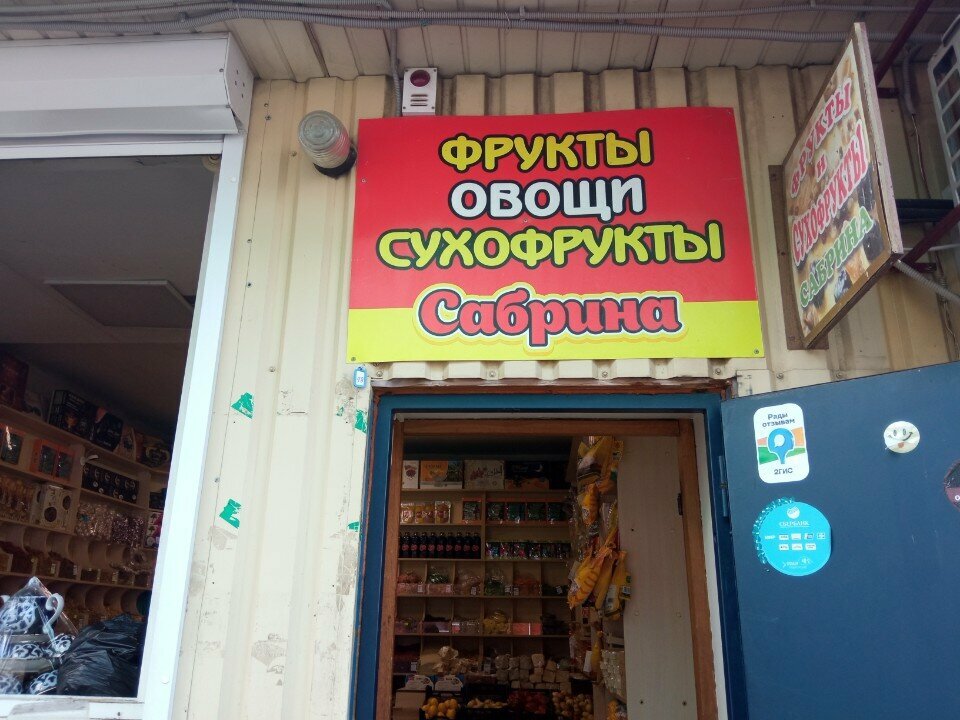 ФРУКТЫ
ОВОЩИ
СУХОФРУКТЫ
Сабрина
ФРУКТЫ
И
СУХОФРУКТЫ
САБРИНА
Рады
отзывам
2ГИС
СБЕРБАНК